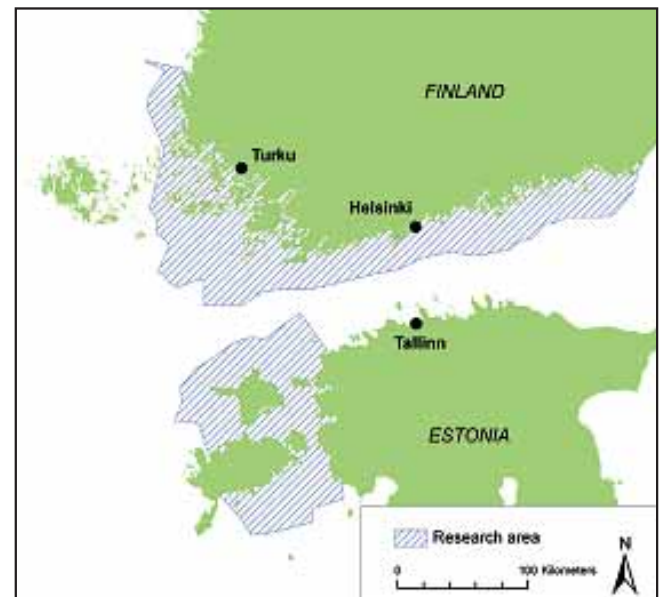 FINLAND
Turku
Helsinki
Tallinn
ESTONIA
Research area
N
0 100 Kilometers